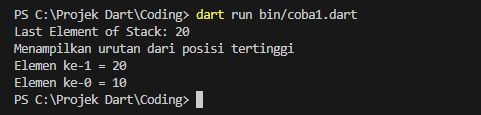 PS C:\Projek Dart\Coding> dart run bin/coba1.dart
Last Element of Stack: 20
Menampilkan urutan dari posisi tertinggi
Elemen ke-1 = 20
Elemen ke-0 = 10
PS C:\Projek Dart\Coding>